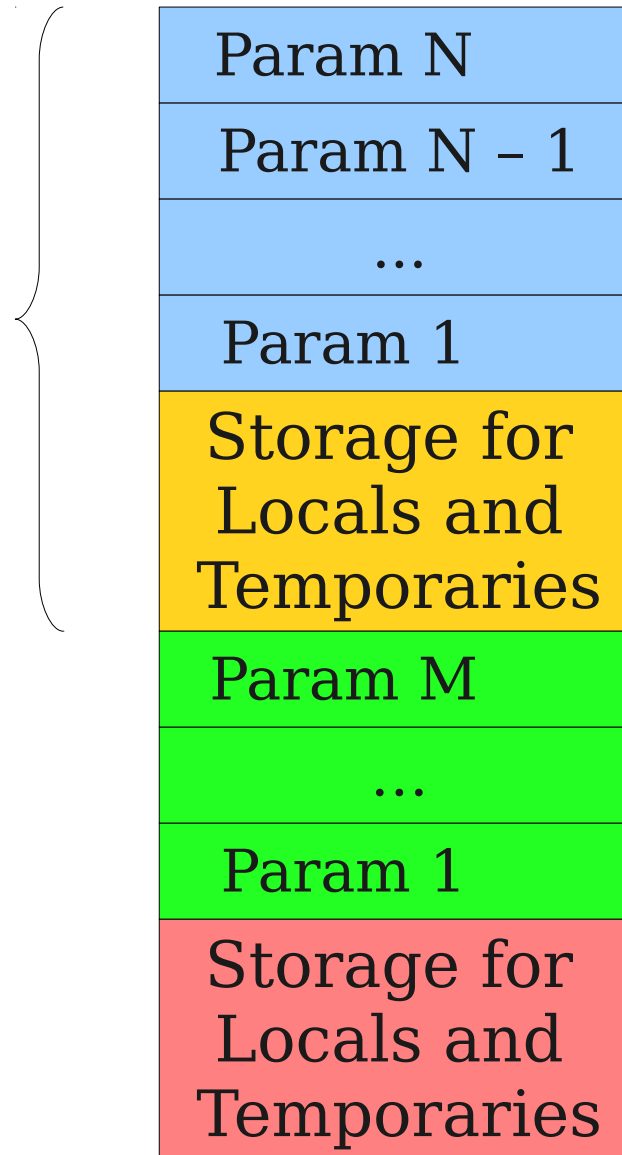 Param N
Param N – 1
...
Param 1
Storage for
Locals and
Temporaries
Param M
...
Param 1
Storage for
Locals and
Temporaries